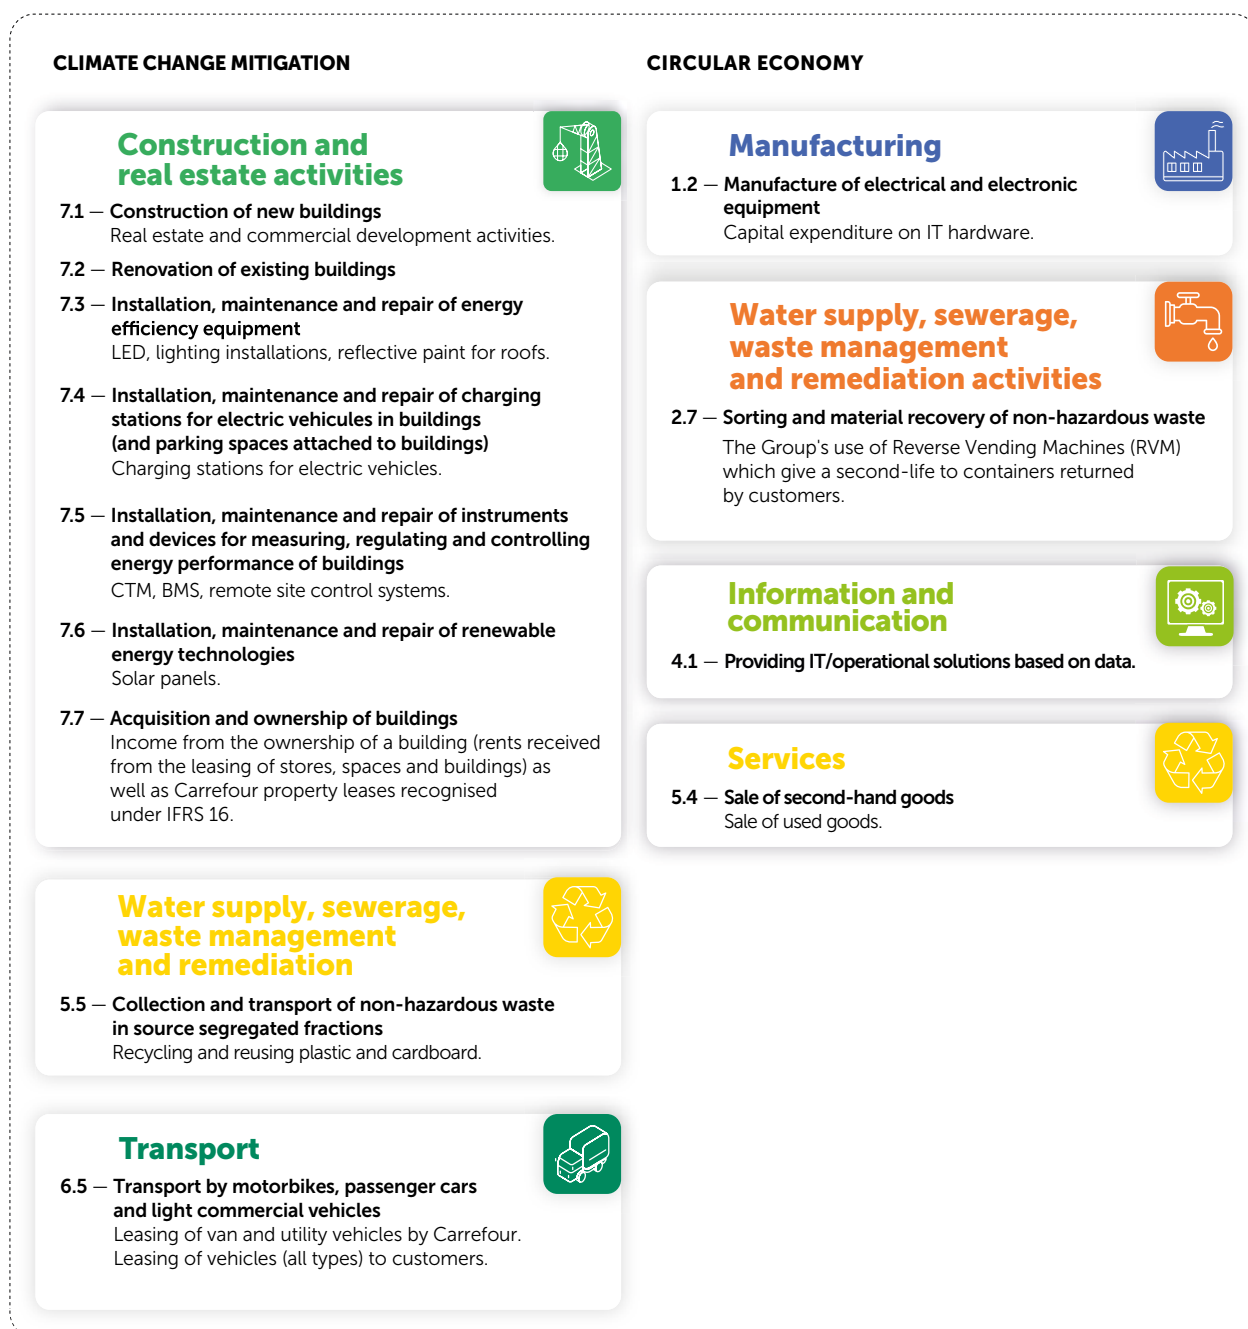 CLIMATE CHANGE MITIGATION
Construction and
real estate activities
7.1 — Construction of new buildings
Real estate and commercial development activities.
7.2 — Renovation of existing buildings
7.3 — Installation, maintenance and repair of energy
efficiency equipment
LED, lighting installations, reflective paint for roofs.
7.4 — Installation, maintenance and repair of charging
stations for electric vehicules in buildings
(and parking spaces attached to buildings)
Charging stations for electric vehicles.
7.5 — Installation, maintenance and repair of instruments
and devices for measuring, regulating and controlling
energy performance of buildings
CTM, BMS, remote site control systems.
7.6 — Installation, maintenance and repair of renewable
energy technologies
Solar panels.
7.7 — Acquisition and ownership of buildings
Income from the ownership of a building (rents received
from the leasing of stores, spaces and buildings) as
well as Carrefour property leases recognised
under IFRS 16.
Water supply, sewerage,
waste management
and remediation
5.5 — Collection and transport of non-hazardous waste
in source segregated fractions
Recycling and reusing plastic and cardboard.
Transport
6.5 — Transport by motorbikes, passenger cars
and light commercial vehicles
Leasing of van and utility vehicles by Carrefour.
Leasing of vehicles (all types) to customers.
CIRCULAR ECONOMY
Manufacturing
1.2 — Manufacture of electrical and electronic
equipment
Capital expenditure on IT hardware.
Water supply, sewerage,
waste management
and remediation activities
2.7 — Sorting and material recovery of non-hazardous waste
The Group's use of Reverse Vending Machines (RVM)
which give a second-life to containers returned
by customers.
Information and
communication
4.1 — Providing IT/operational solutions based on data.
Services
5.4 — Sale of second-hand goods
Sale of used goods.